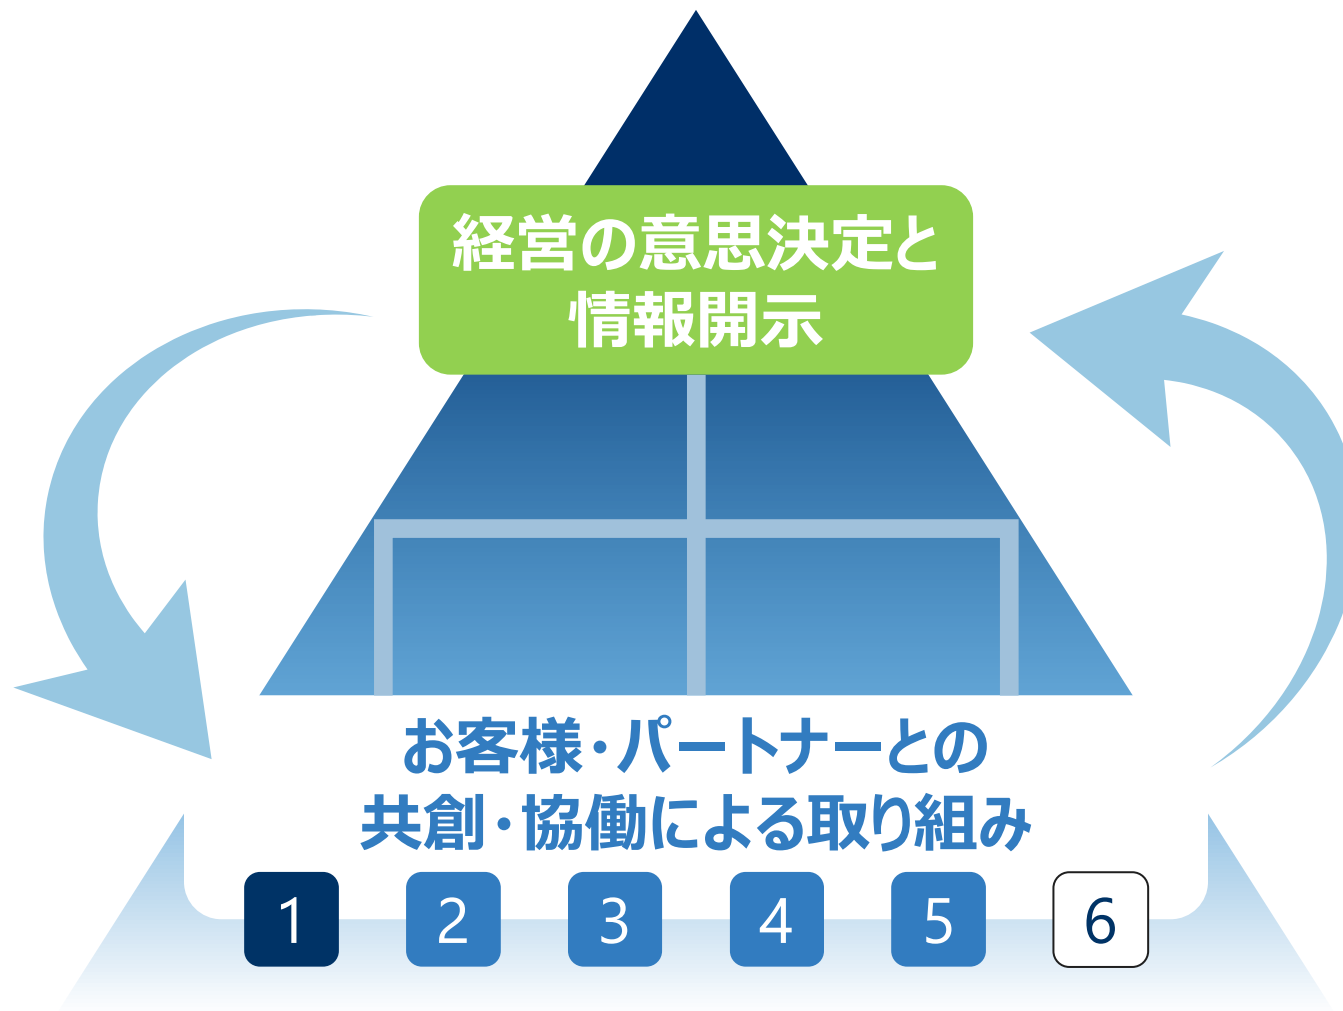 経営の意思決定と
情報開示
お客様・パートナーとの
共創・協働による取り組み
1 2 3 4 5 6